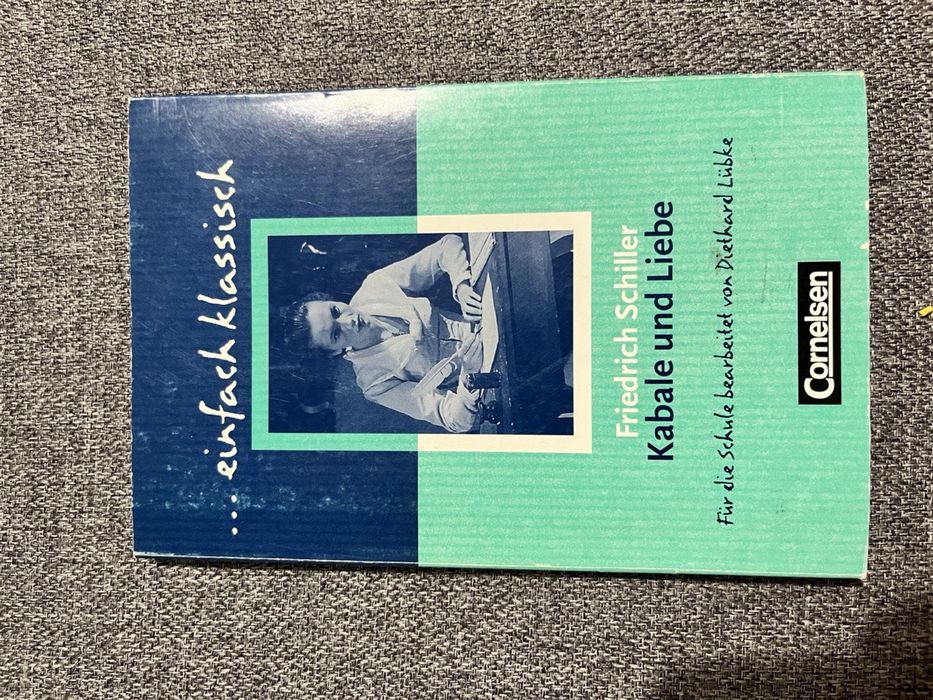 ... einfach klassisch
Friedrich Schiller
Kabale und Liebe
Für die Schule bearbeitet von Diethard Lübke
Cornelsen